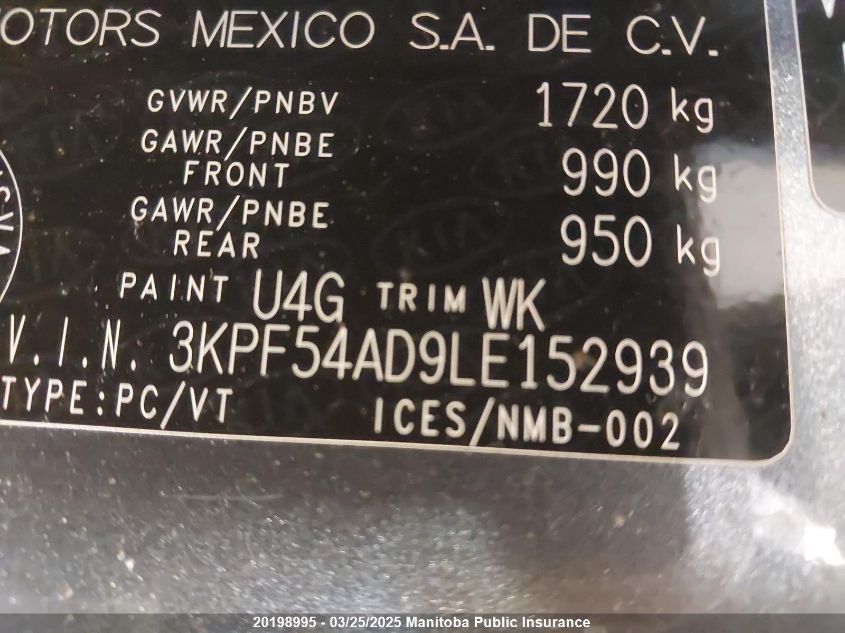 OTORS MEXICO S.A. DE C.V.
GVWR/PNBV 1720 kg
GAWR/PNBE FRONT 990 kg
GAWR/PNBE REAR 950 kg
PAINT U4G TRIM WK
V.I.N. 3KPF54AD9LE152939
TYPE:PC/VT ICES/NMB-002
20198995 - 03/25/2025 Manitoba Public Insurance